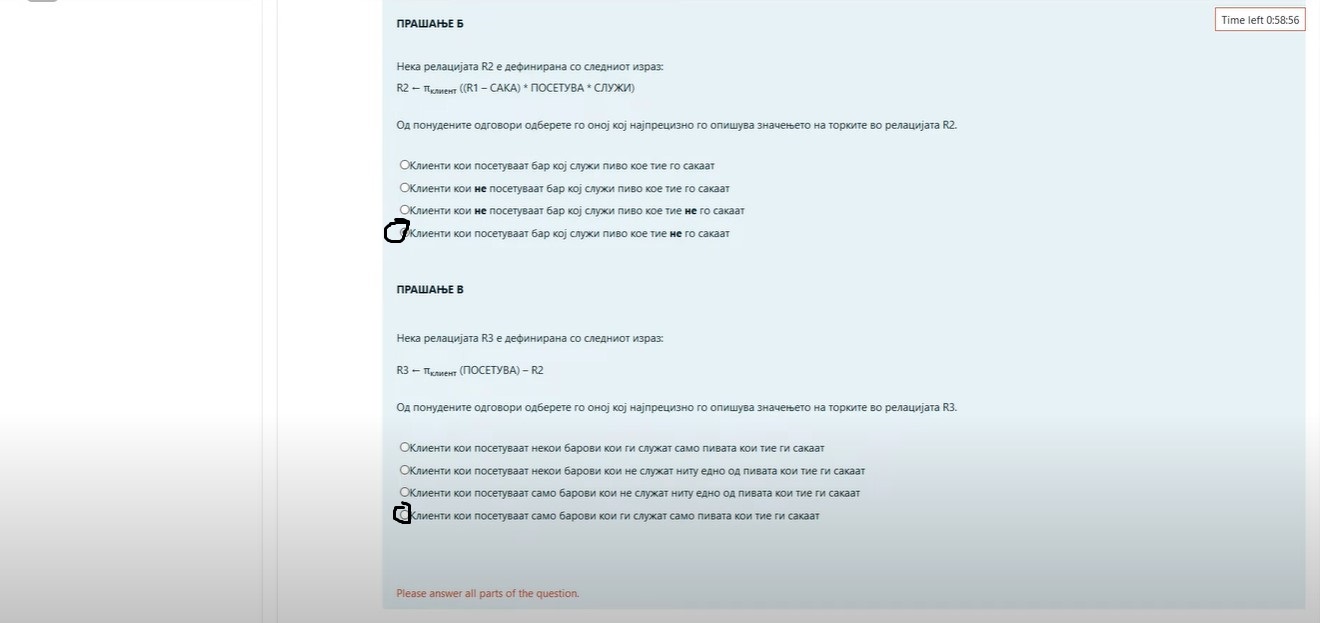 ПРАШАЊЕ Б
Time left 0:58:56
Нека релацијата R2 е дефинирана со следниот израз:
R2 ← πклиент ((R1 – САКА) * ПОСЕТУВА * СЛУЖИ)
Од понудените одговори одберете го оној кој најпрецизно го опишува значењето на торките во релацијата R2.
Клиенти кои посетуваат бар кој служи пиво кое тие го сакаат
Клиенти кои не посетуваат бар кој служи пиво кое тие го сакаат
Клиенти кои не посетуваат бар кој служи пиво кое тие не го сакаат
Клиенти кои посетуваат бар кој служи пиво кое тие не го сакаат
ПРАШАЊЕ В
Нека релацијата R3 е дефинирана со следниот израз:
R3 ← πклиент (ПОСЕТУВА) – R2
Од понудените одговори одберете го оној кој најпрецизно го опишува значењето на торките во релацијата R3.
Клиенти кои посетуваат некои барови кои ги служат само пивата кои тие ги сакаат
Клиенти кои посетуваат некои барови кои не служат ниту едно од пивата кои тие ги сакаат
Клиенти кои посетуваат само барови кои не служат ниту едно од пивата кои тие ги сакаат
Клиенти кои посетуваат само барови кои ги служат само пивата кои тие ги сакаат
Please answer all parts of the question.